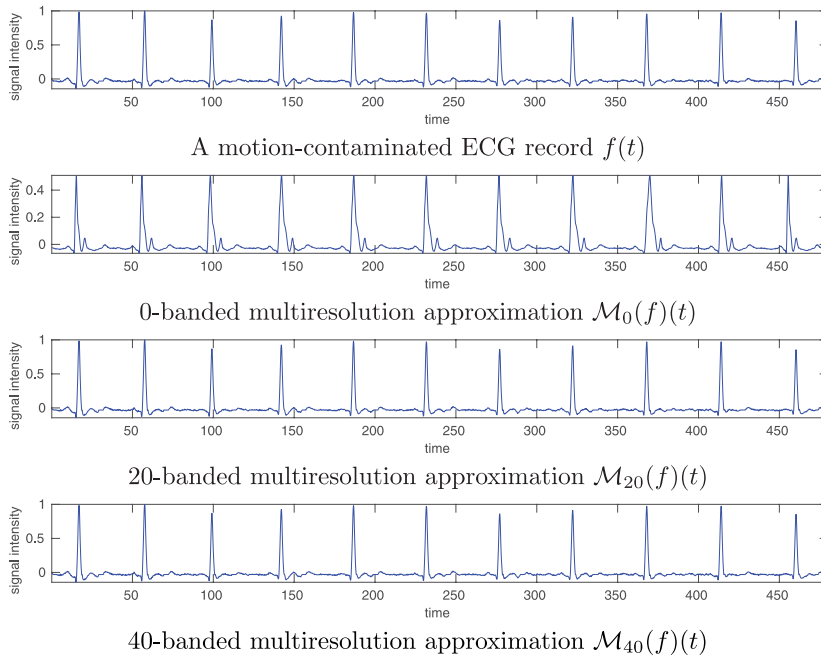 signal intensity
1
0.5
0
50 100 150 200 250 300 350 400 450
time
A motion-contaminated ECG record f(t)
signal intensity
0.4
0.2
0
50 100 150 200 250 300 350 400 450
time
0-banded multiresolution approximation ℳ₀(f)(t)
signal intensity
1
0.5
0
50 100 150 200 250 300 350 400 450
time
20-banded multiresolution approximation ℳ₂₀(f)(t)
signal intensity
1
0.5
0
50 100 150 200 250 300 350 400 450
time
40-banded multiresolution approximation ℳ₄₀(f)(t)